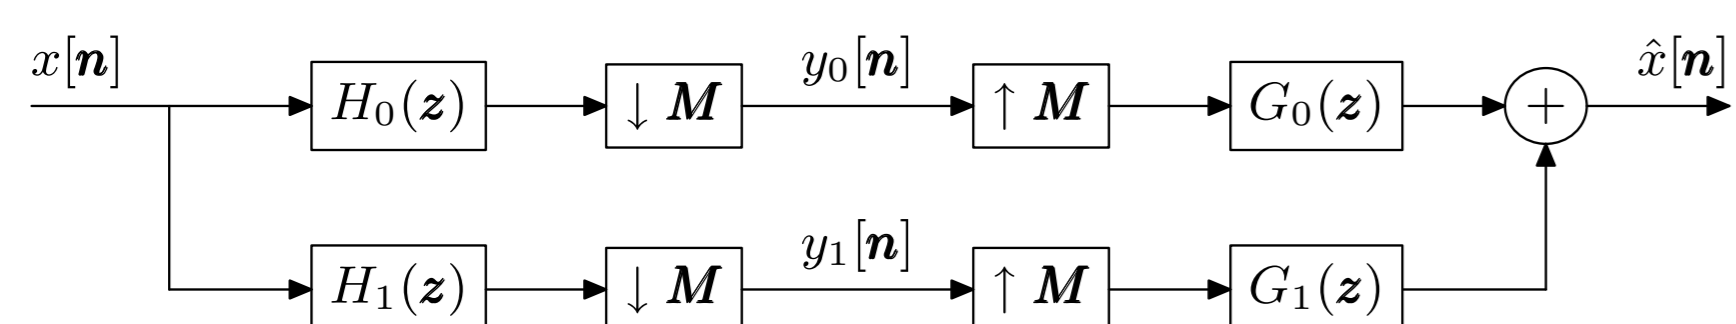 x[n] y₀[n] x̂[n]
H₀(z) ↓ M ↑ M G₀(z) +
y₁[n]
H₁(z) ↓ M ↑ M G₁(z)